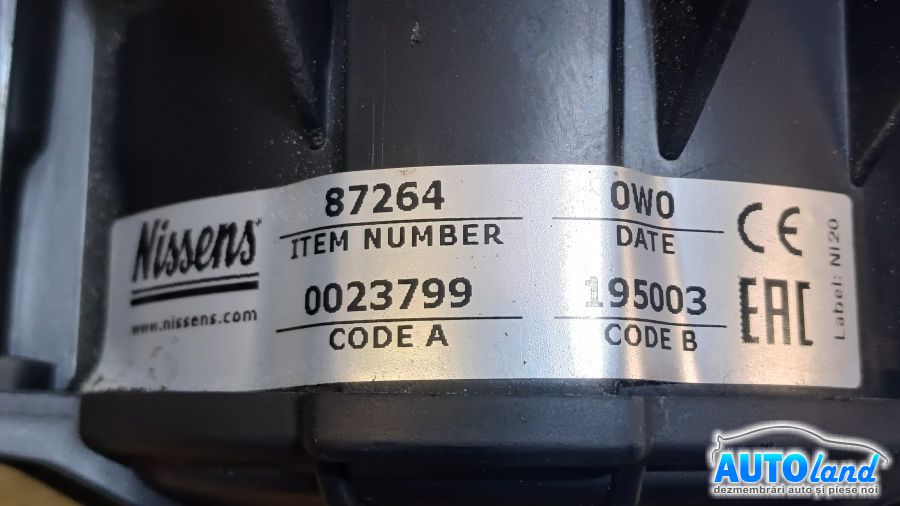 Nissens
www.nissens.com
87264
ITEM NUMBER
0W0
DATE
0023799
CODE A
195003
CODE B
CE
EAC
Label: NI20
AUTOland
dezmembrări auto și piese noi